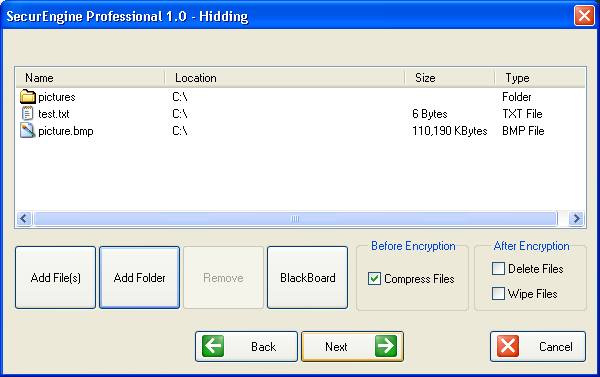 SecurEngine Professional 1.0 - Hidding
Name Location Size Type
pictures C:\ Folder
test.txt C:\ 6 Bytes TXT File
picture.bmp C:\ 110,190 KBytes BMP File
Add File(s) Add Folder Remove BlackBoard
Before Encryption
Compress Files
After Encryption
Delete Files
Wipe Files
Back Next Cancel